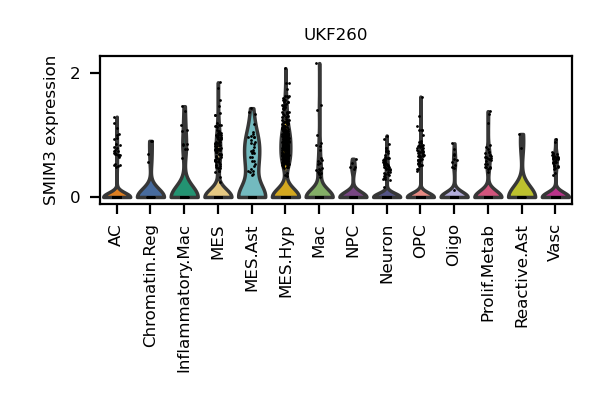 UKF260
SMIM3 expression
2
0
AC
Chromatin.Reg
Inflammatory.Mac
MES
MES.Ast
MES.Hyp
Mac
NPC
Neuron
OPC
Oligo
Prolif.Metab
Reactive.Ast
Vasc